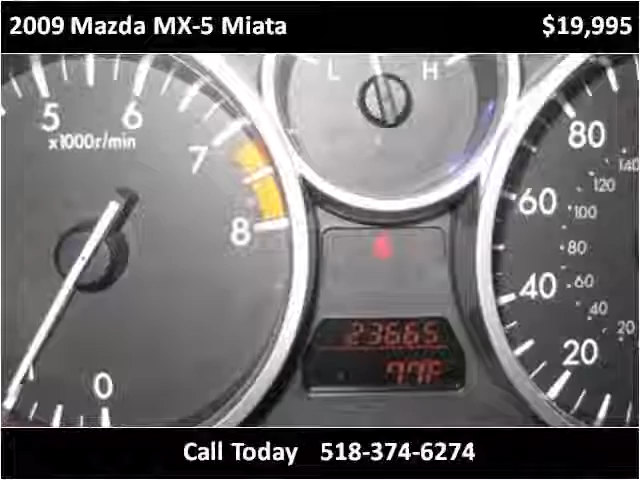 2009 Mazda MX-5 Miata $19,995
L H
5 6 7 8 0
x1000r/min
80 60 40 20
140 120 100 80 60 40 20
23665
77F
Call Today 518-374-6274